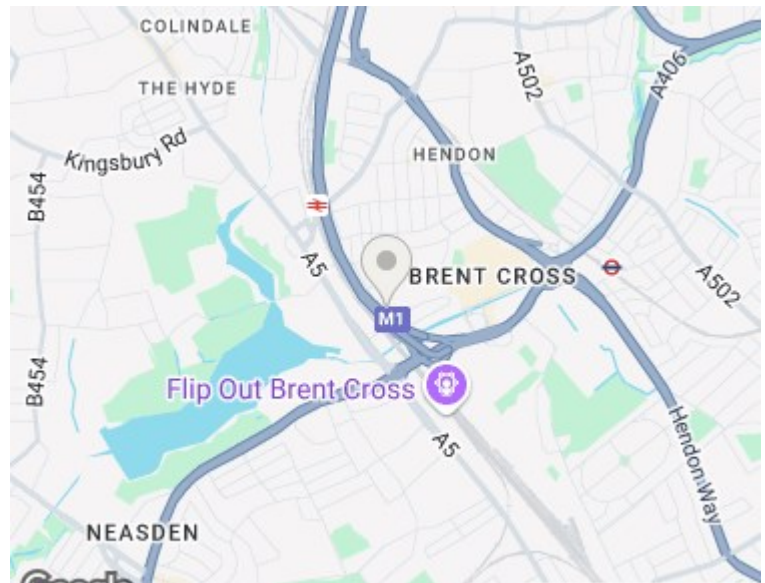 COLINDALE
THE HYDE
Kingsbury Rd
B454
A502
A406
HENDON
A5
BRENT CROSS
A502
M1
B454
Flip Out Brent Cross
A5
Hendon Way
NEASDEN
Google